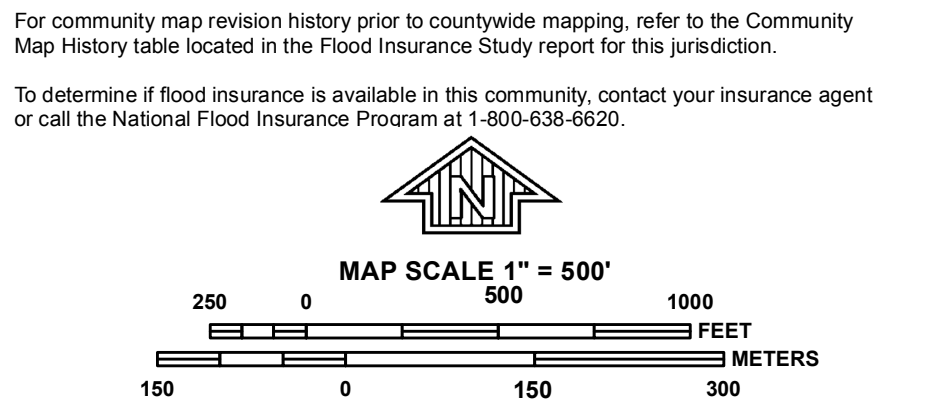 For community map revision history prior to countywide mapping, refer to the Community
Map History table located in the Flood Insurance Study report for this jurisdiction.
To determine if flood insurance is available in this community, contact your insurance agent
or call the National Flood Insurance Program at 1-800-638-6620.
N
MAP SCALE 1" = 500'
250 0 500 1000
FEET
METERS
150 0 150 300